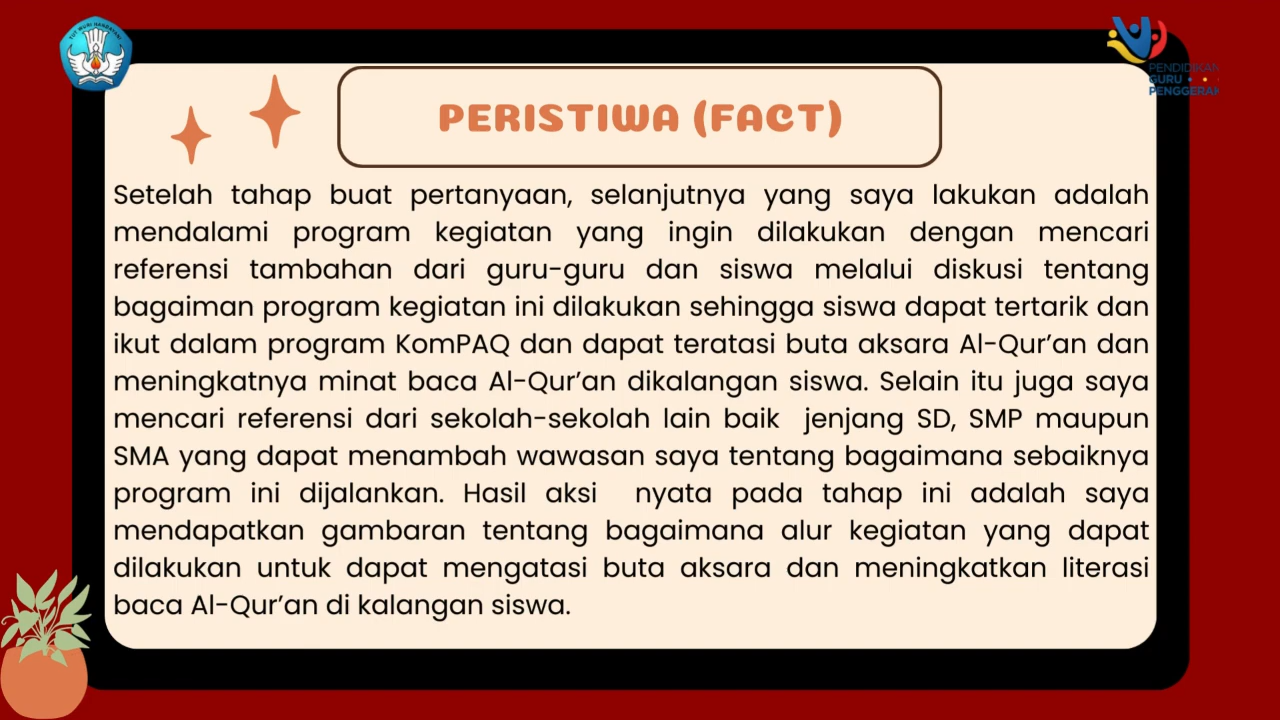 TUT WURI HANDAYANI
PENDIDIKAN
GURU
PENGGERAK
PERISTIWA (FACT)
Setelah tahap buat pertanyaan, selanjutnya yang saya lakukan adalah
mendalami program kegiatan yang ingin dilakukan dengan mencari
referensi tambahan dari guru-guru dan siswa melalui diskusi tentang
bagaiman program kegiatan ini dilakukan sehingga siswa dapat tertarik dan
ikut dalam program KomPAQ dan dapat teratasi buta aksara Al-Qur’an dan
meningkatnya minat baca Al-Qur’an dikalangan siswa. Selain itu juga saya
mencari referensi dari sekolah-sekolah lain baik  jenjang SD, SMP maupun
SMA yang dapat menambah wawasan saya tentang bagaimana sebaiknya
program ini dijalankan. Hasil aksi  nyata pada tahap ini adalah saya
mendapatkan gambaran tentang bagaimana alur kegiatan yang dapat
dilakukan untuk dapat mengatasi buta aksara dan meningkatkan literasi
baca Al-Qur’an di kalangan siswa.